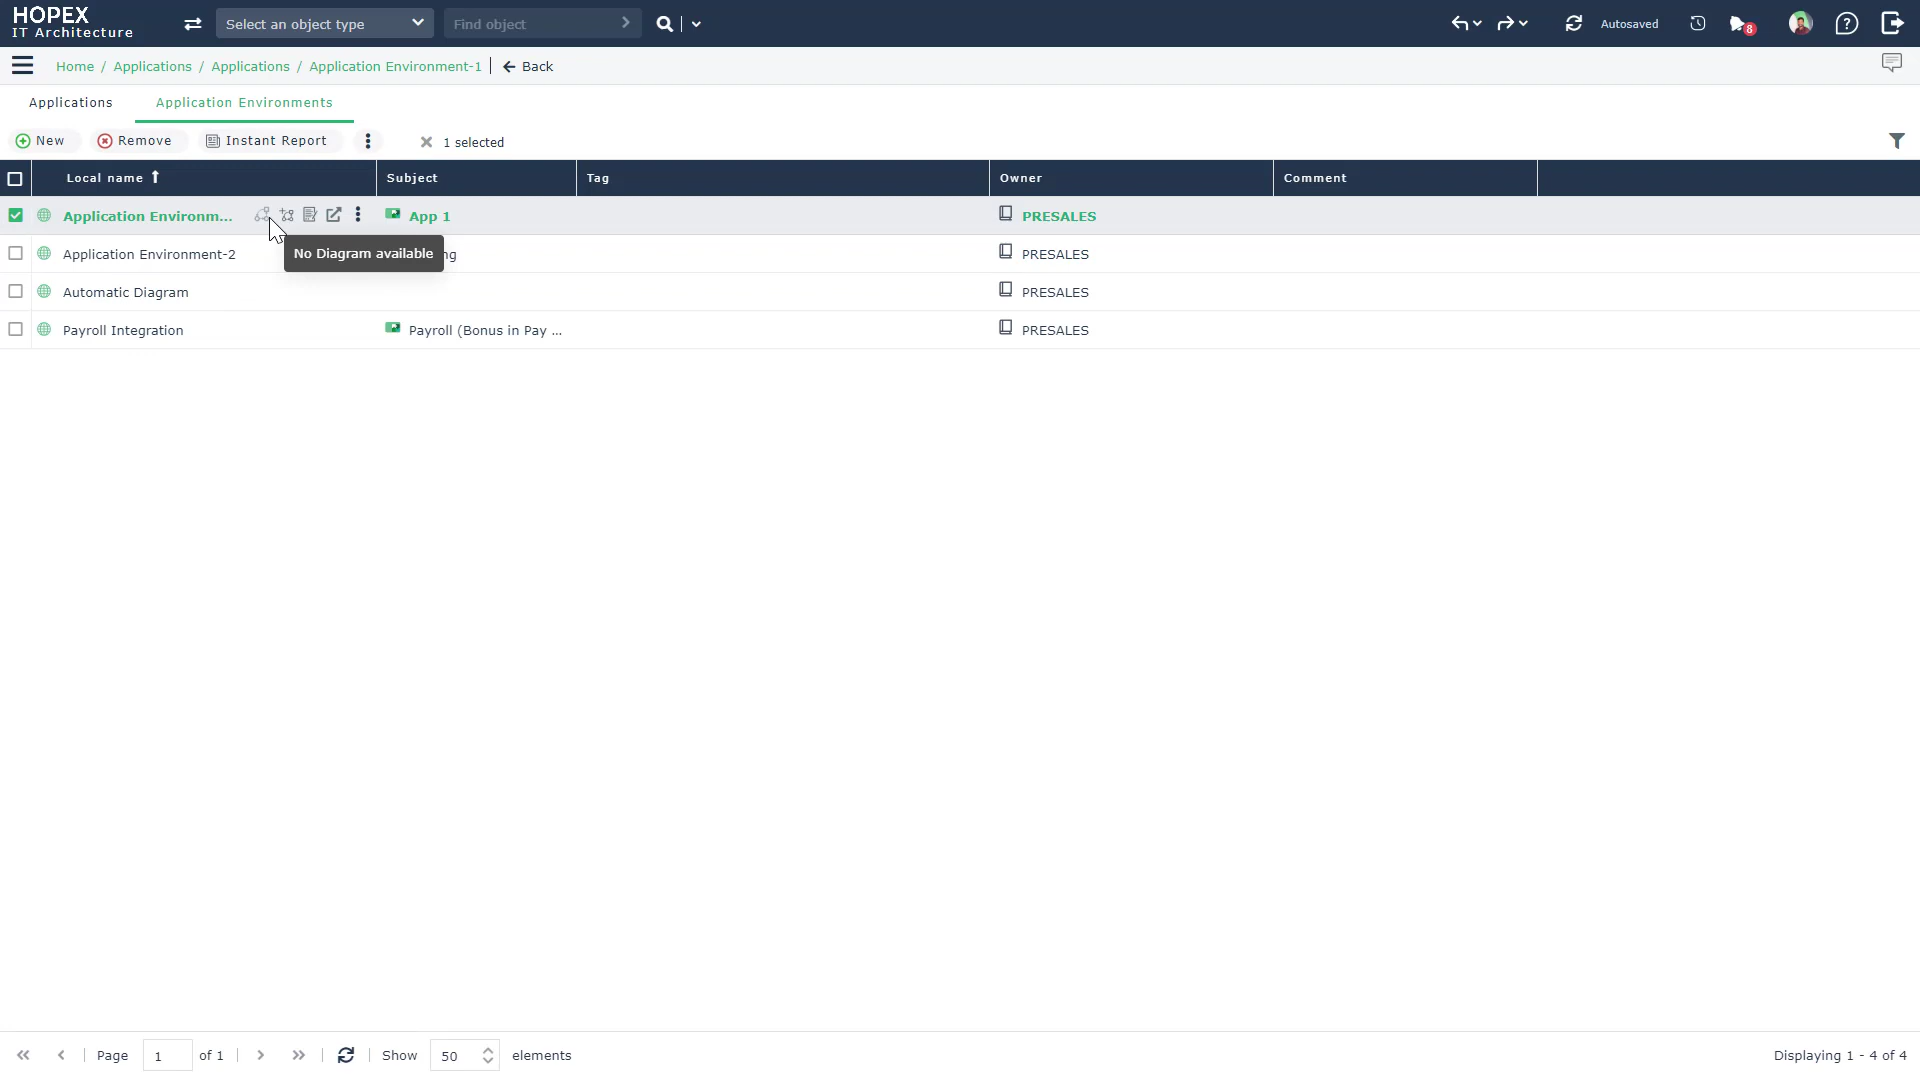 HOPEX
IT Architecture
Select an object type
Find object
Autosaved
8
Home / Applications / Applications / Application Environment-1
Back
Applications
Application Environments
New
Remove
Instant Report
1 selected
Local name
Subject
Tag
Owner
Comment
Application Environm...
App 1
PRESALES
No Diagram available
Application Environment-2
PRESALES
Automatic Diagram
PRESALES
Payroll Integration
Payroll (Bonus in Pay ...
PRESALES
Page 1 of 1
Show 50 elements
Displaying 1 - 4 of 4